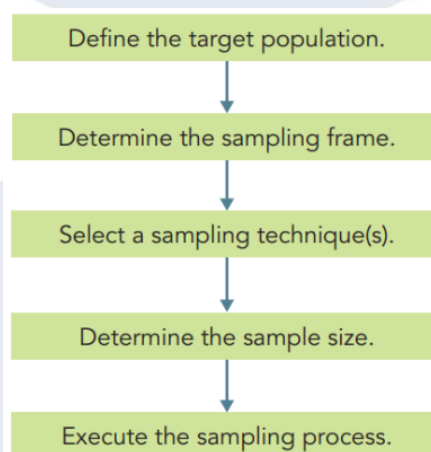 Define the target population.
Determine the sampling frame.
Select a sampling technique(s).
Determine the sample size.
Execute the sampling process.